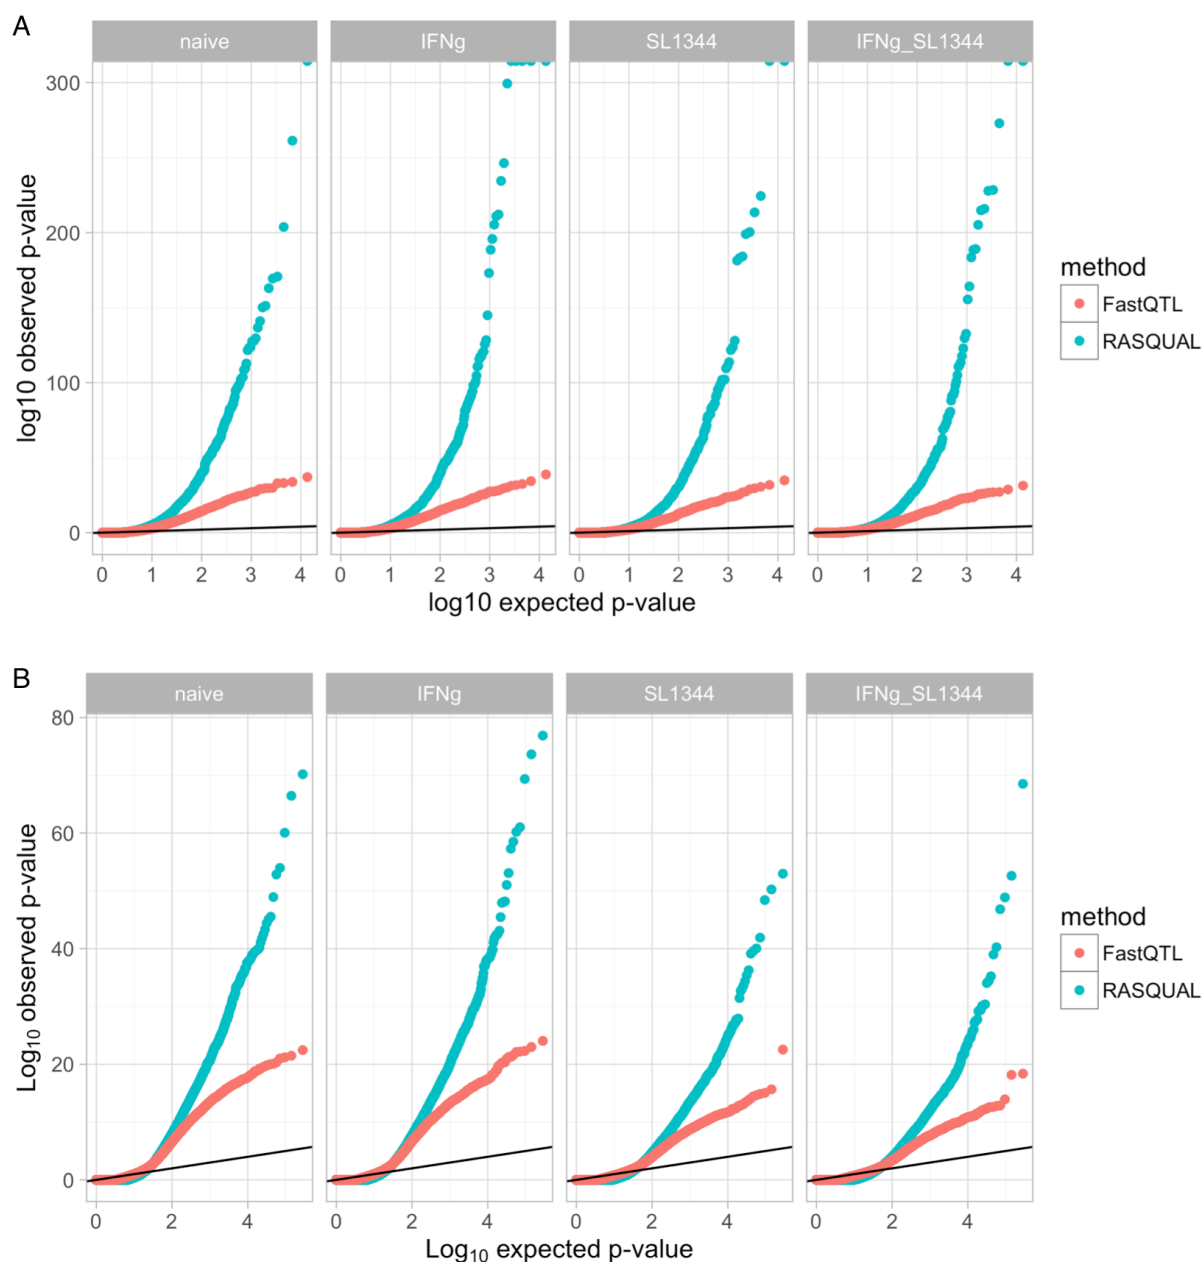 A
naive IFNg SL1344 IFNg_SL1344
300
200
100
0
log10 observed p-value
0 1 2 3 4 0 1 2 3 4 0 1 2 3 4 0 1 2 3 4
log10 expected p-value
method
FastQTL
RASQUAL
B
naive IFNg SL1344 IFNg_SL1344
80
60
40
20
0
Log₁₀ observed p-value
0 2 4 0 2 4 0 2 4 0 2 4
Log₁₀ expected p-value
method
FastQTL
RASQUAL